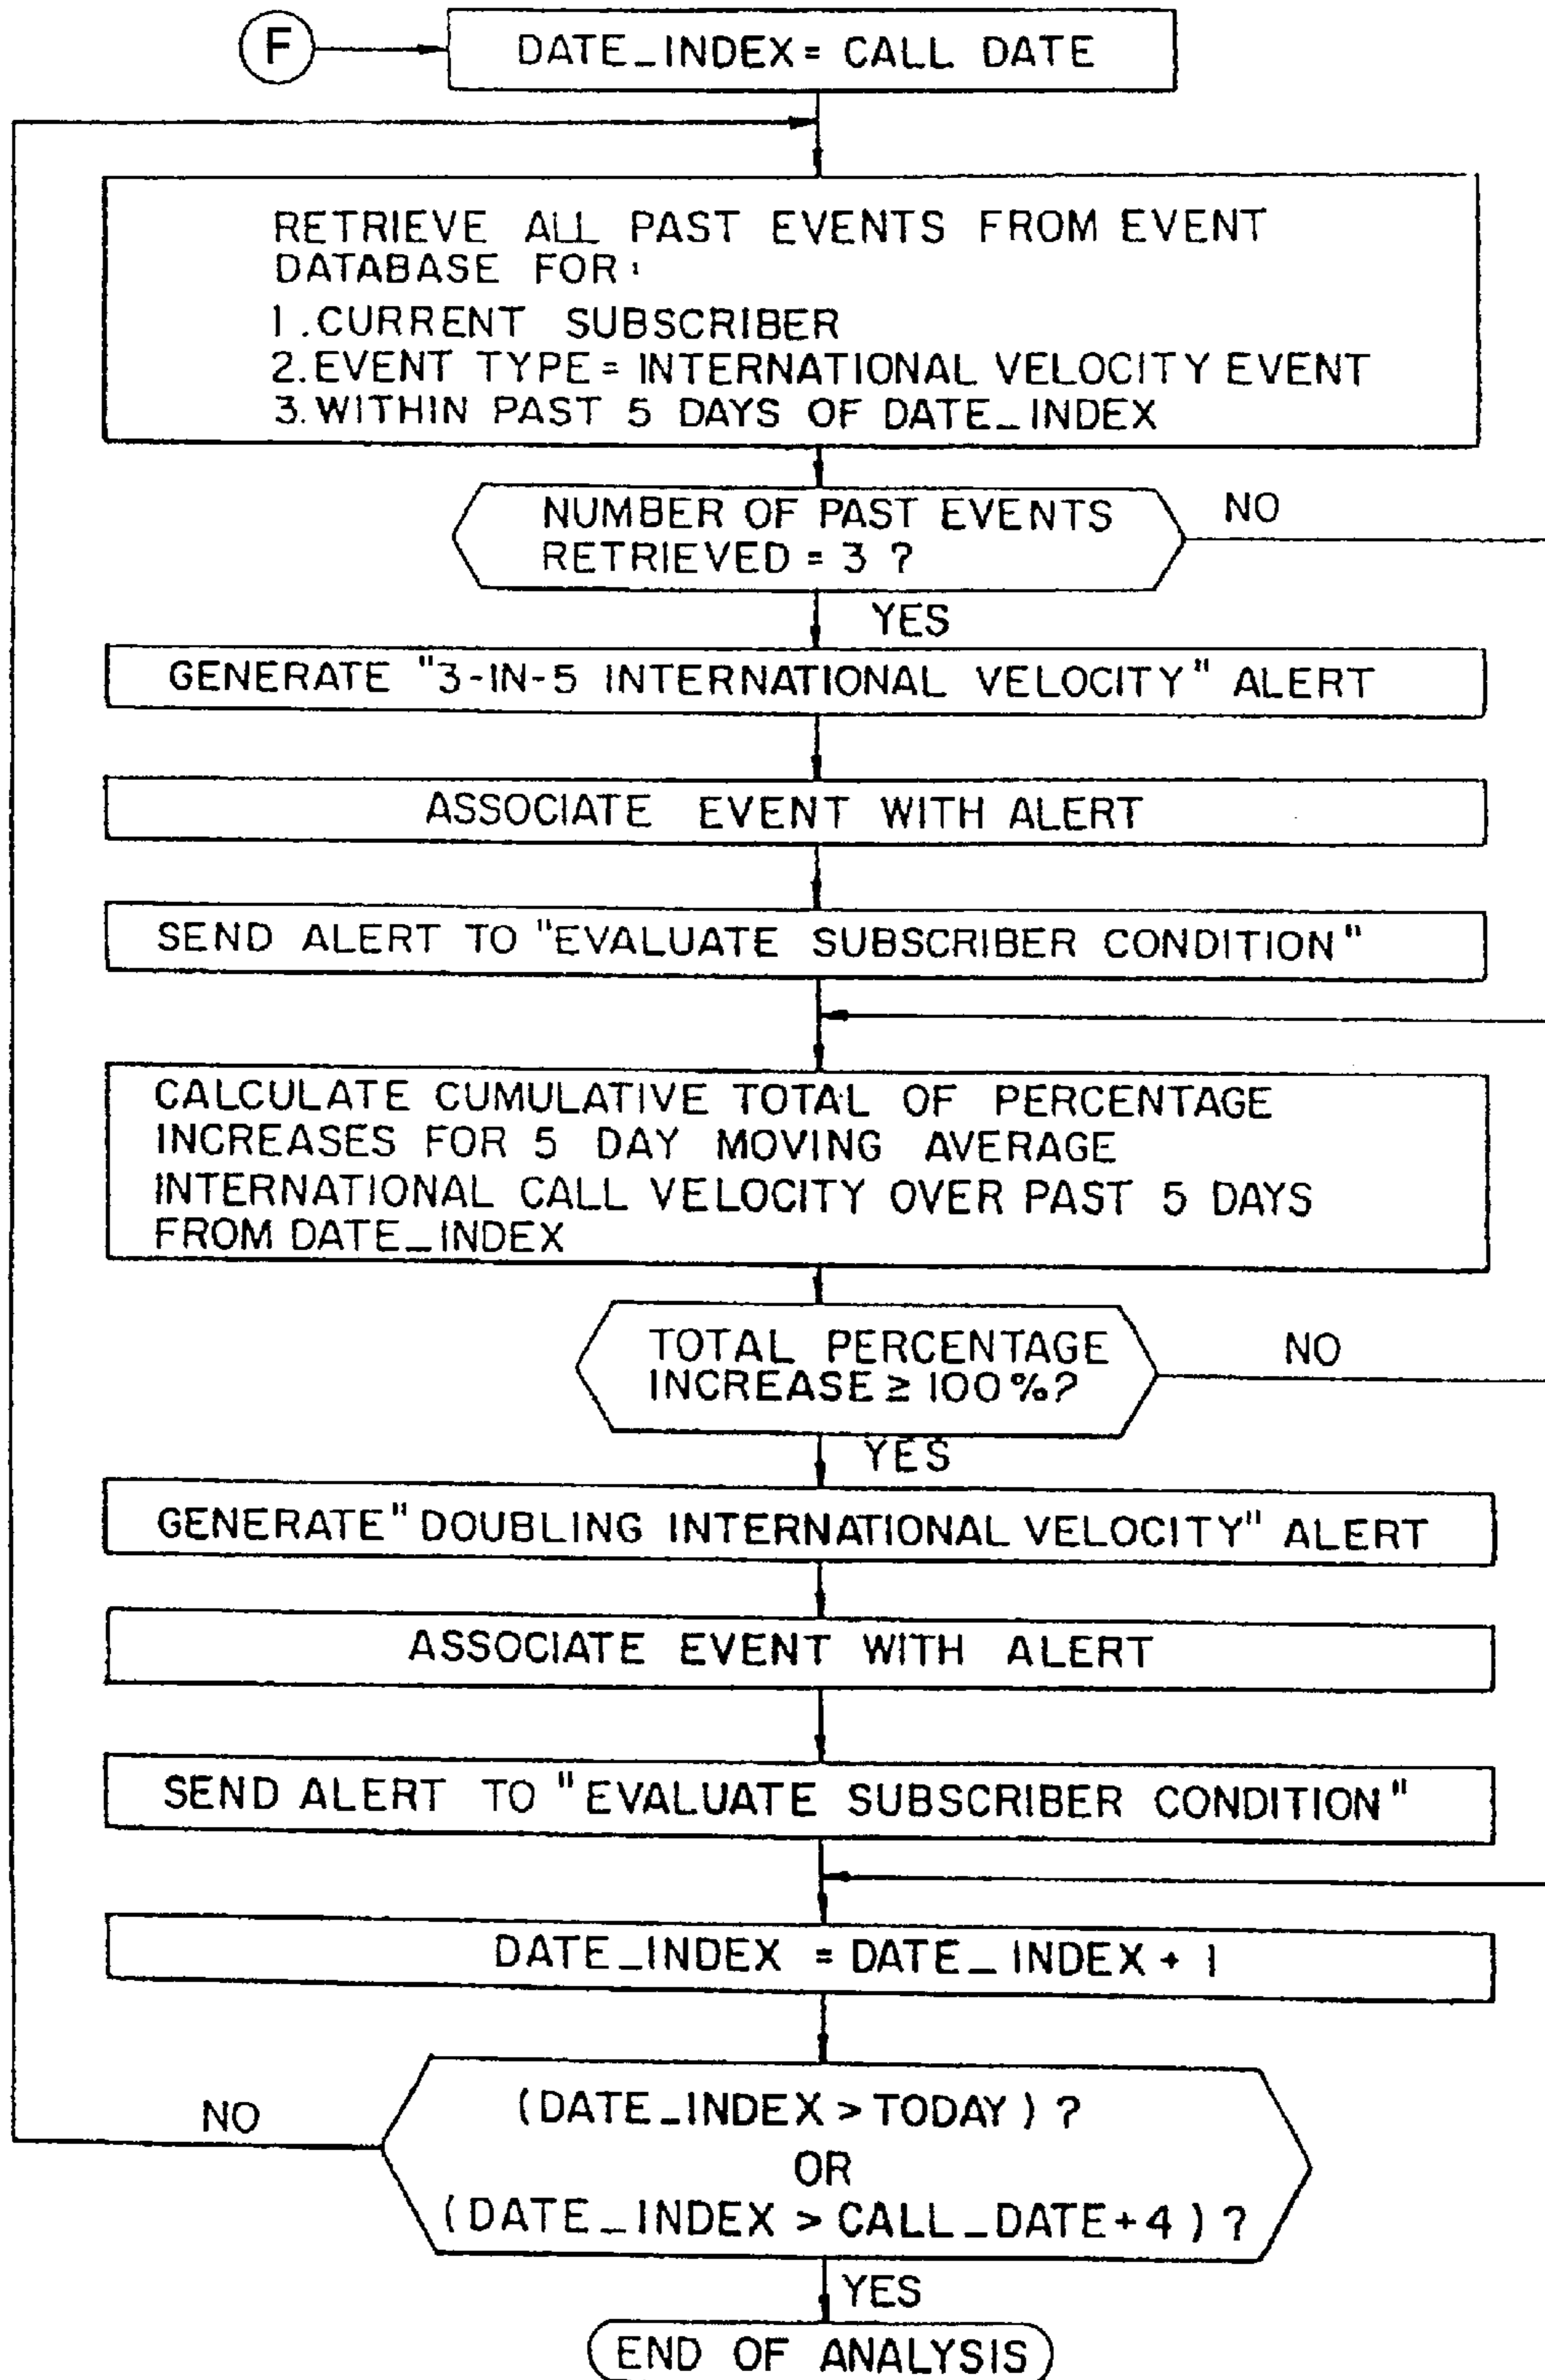 F
DATE_INDEX = CALL DATE
RETRIEVE ALL PAST EVENTS FROM EVENT
DATABASE FOR:
1. CURRENT SUBSCRIBER
2. EVENT TYPE = INTERNATIONAL VELOCITY EVENT
3. WITHIN PAST 5 DAYS OF DATE_INDEX
NUMBER OF PAST EVENTS
RETRIEVED = 3 ?
NO
YES
GENERATE "3-IN-5 INTERNATIONAL VELOCITY" ALERT
ASSOCIATE EVENT WITH ALERT
SEND ALERT TO "EVALUATE SUBSCRIBER CONDITION"
CALCULATE CUMULATIVE TOTAL OF PERCENTAGE
INCREASES FOR 5 DAY MOVING AVERAGE
INTERNATIONAL CALL VELOCITY OVER PAST 5 DAYS
FROM DATE_INDEX
TOTAL PERCENTAGE
INCREASE ≥ 100%?
NO
YES
GENERATE "DOUBLING INTERNATIONAL VELOCITY" ALERT
ASSOCIATE EVENT WITH ALERT
SEND ALERT TO "EVALUATE SUBSCRIBER CONDITION"
DATE_INDEX = DATE_INDEX + 1
(DATE_INDEX > TODAY) ?
NO
OR
(DATE_INDEX > CALL_DATE+4) ?
YES
END OF ANALYSIS